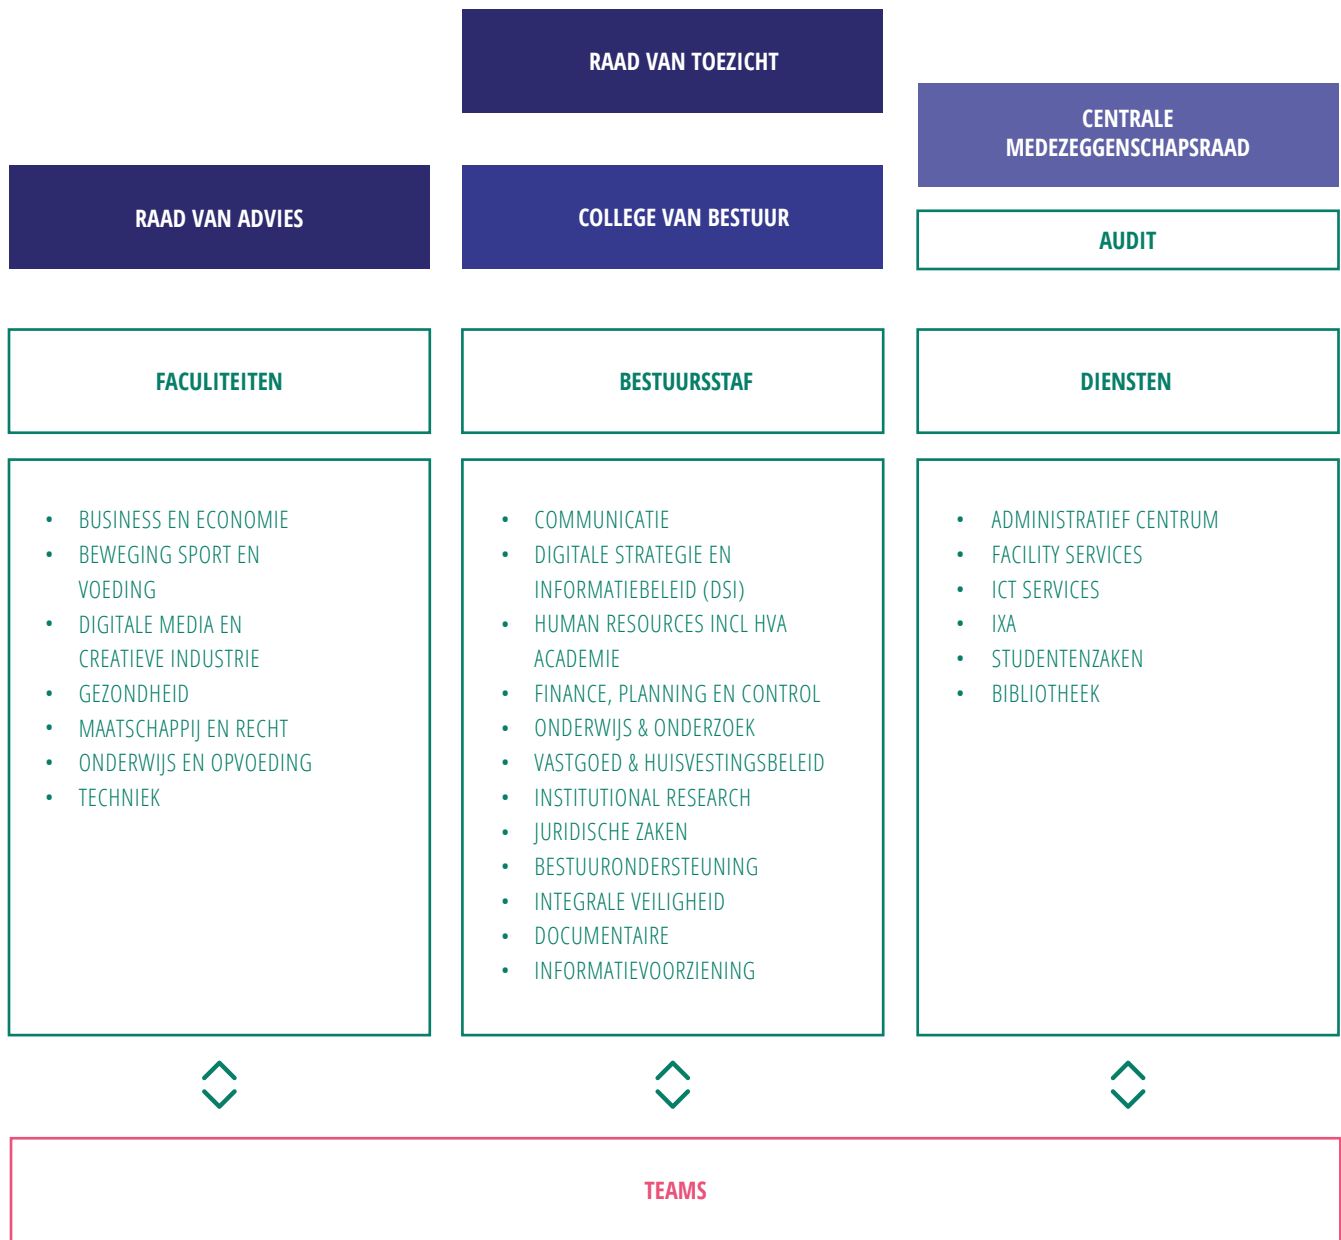 RAAD VAN TOEZICHT
CENTRALE
MEDEZEGGENSCHAPSRAAD
RAAD VAN ADVIES
COLLEGE VAN BESTUUR
AUDIT
FACULITEITEN
BESTUURSSTAF
DIENSTEN
• BUSINESS EN ECONOMIE
• BEWEGING SPORT EN
VOEDING
• DIGITALE MEDIA EN
CREATIEVE INDUSTRIE
• GEZONDHEID
• MAATSCHAPPIJ EN RECHT
• ONDERWIJS EN OPVOEDING
• TECHNIEK
• COMMUNICATIE
• DIGITALE STRATEGIE EN
INFORMATIEBELEID (DSI)
• HUMAN RESOURCES INCL HVA
ACADEMIE
• FINANCE, PLANNING EN CONTROL
• ONDERWIJS & ONDERZOEK
• VASTGOED & HUISVESTINGSBELEID
• INSTITUTIONAL RESEARCH
• JURIDISCHE ZAKEN
• BESTUURONDERSTEUNING
• INTEGRALE VEILIGHEID
• DOCUMENTAIRE
• INFORMATIEVOORZIENING
• ADMINISTRATIEF CENTRUM
• FACILITY SERVICES
• ICT SERVICES
• IXA
• STUDENTENZAKEN
• BIBLIOTHEEK
TEAMS